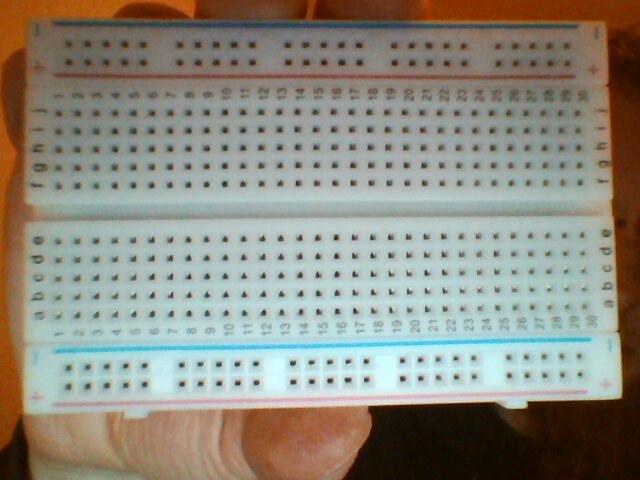 − −
+ +
1 2 3 4 5 6 7 8 9 10 11 12 13 14 15 16 17 18 19 20 21 22 23 24 25 26 27 28 29 30
j j
i i
h h
g g
f f
e e
d d
c c
b b
a a
1 2 3 4 5 6 7 8 9 10 11 12 13 14 15 16 17 18 19 20 21 22 23 24 25 26 27 28 29 30
− −
+ +